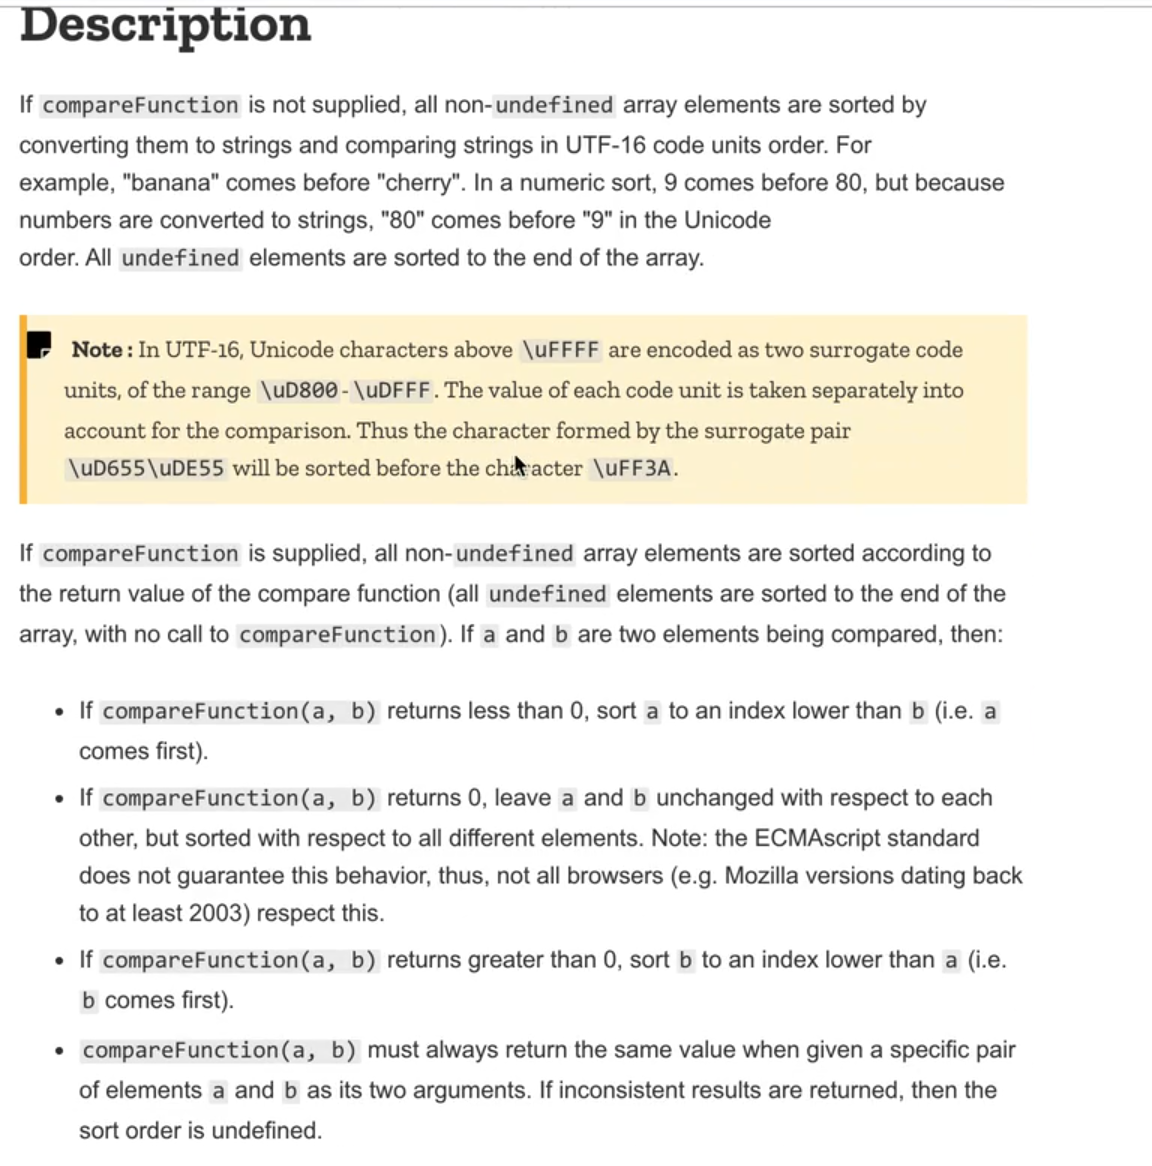 Description
If compareFunction is not supplied, all non-undefined array elements are sorted by
converting them to strings and comparing strings in UTF-16 code units order. For
example, "banana" comes before "cherry". In a numeric sort, 9 comes before 80, but because
numbers are converted to strings, "80" comes before "9" in the Unicode
order. All undefined elements are sorted to the end of the array.
Note: In UTF-16, Unicode characters above \uFFFF are encoded as two surrogate code
units, of the range \uD800-\uDFFF. The value of each code unit is taken separately into
account for the comparison. Thus the character formed by the surrogate pair
\uD655\uDE55 will be sorted before the character \uFF3A.
If compareFunction is supplied, all non-undefined array elements are sorted according to
the return value of the compare function (all undefined elements are sorted to the end of the
array, with no call to compareFunction). If a and b are two elements being compared, then:
• If compareFunction(a, b) returns less than 0, sort a to an index lower than b (i.e. a
comes first).
• If compareFunction(a, b) returns 0, leave a and b unchanged with respect to each
other, but sorted with respect to all different elements. Note: the ECMAscript standard
does not guarantee this behavior, thus, not all browsers (e.g. Mozilla versions dating back
to at least 2003) respect this.
• If compareFunction(a, b) returns greater than 0, sort b to an index lower than a (i.e.
b comes first).
• compareFunction(a, b) must always return the same value when given a specific pair
of elements a and b as its two arguments. If inconsistent results are returned, then the
sort order is undefined.